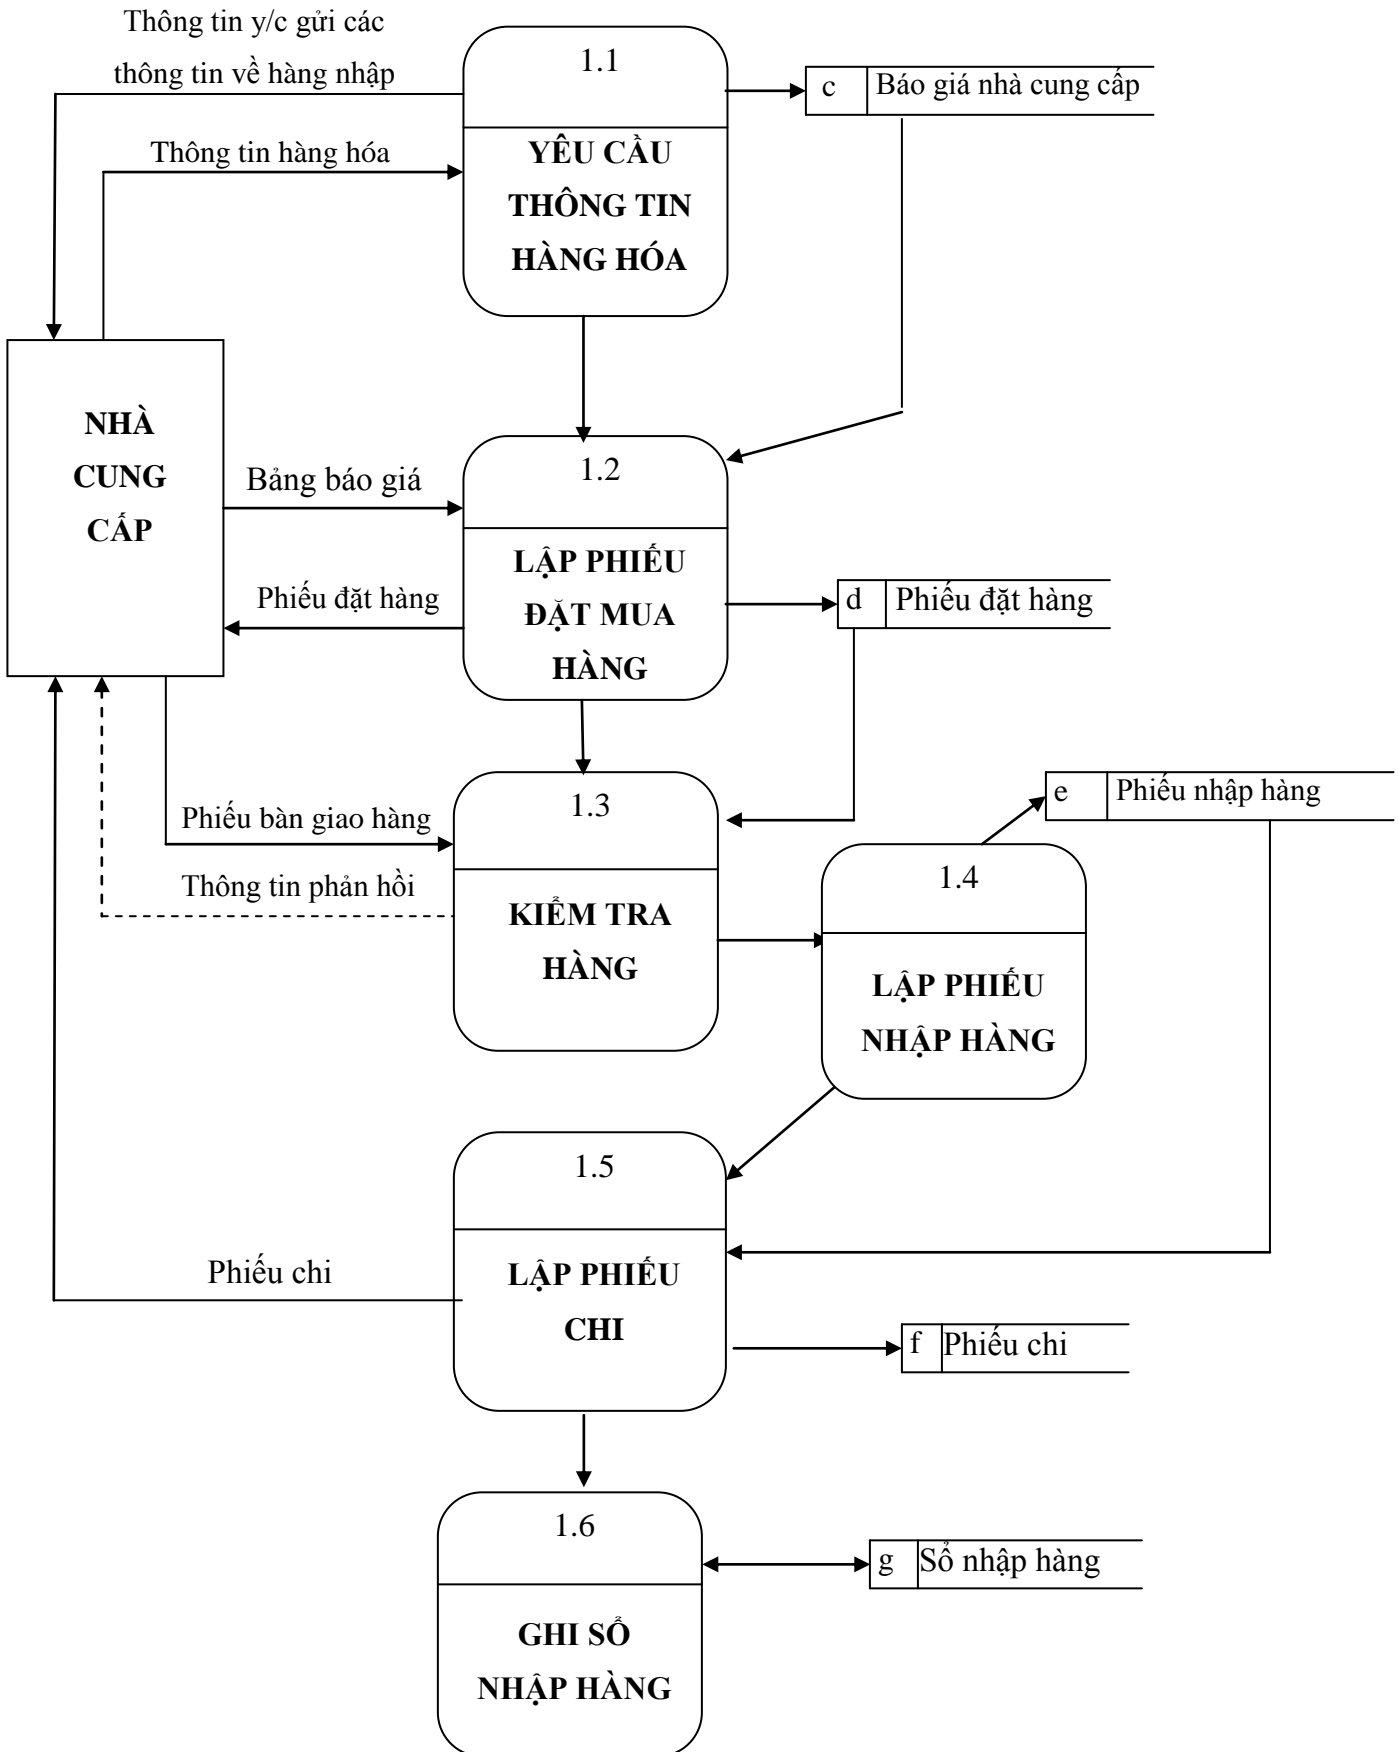 Thông tin y/c gửi các
thông tin về hàng nhập
1.1
c
Báo giá nhà cung cấp
Thông tin hàng hóa
YÊU CẦU
THÔNG TIN
HÀNG HÓA
NHÀ
CUNG
CẤP
Bảng báo giá
1.2
LẬP PHIẾU
ĐẶT MUA
HÀNG
Phiếu đặt hàng
d
Phiếu đặt hàng
Phiếu bàn giao hàng
Thông tin phản hồi
1.3
KIỂM TRA
HÀNG
e
Phiếu nhập hàng
1.4
LẬP PHIẾU
NHẬP HÀNG
1.5
LẬP PHIẾU
CHI
Phiếu chi
f
Phiếu chi
1.6
GHI SỔ
NHẬP HÀNG
g
Sổ nhập hàng